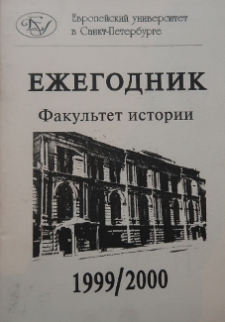 Европейский университет
в Санкт-Петербурге
ЕЖЕГОДНИК
Факультет истории
1999/2000